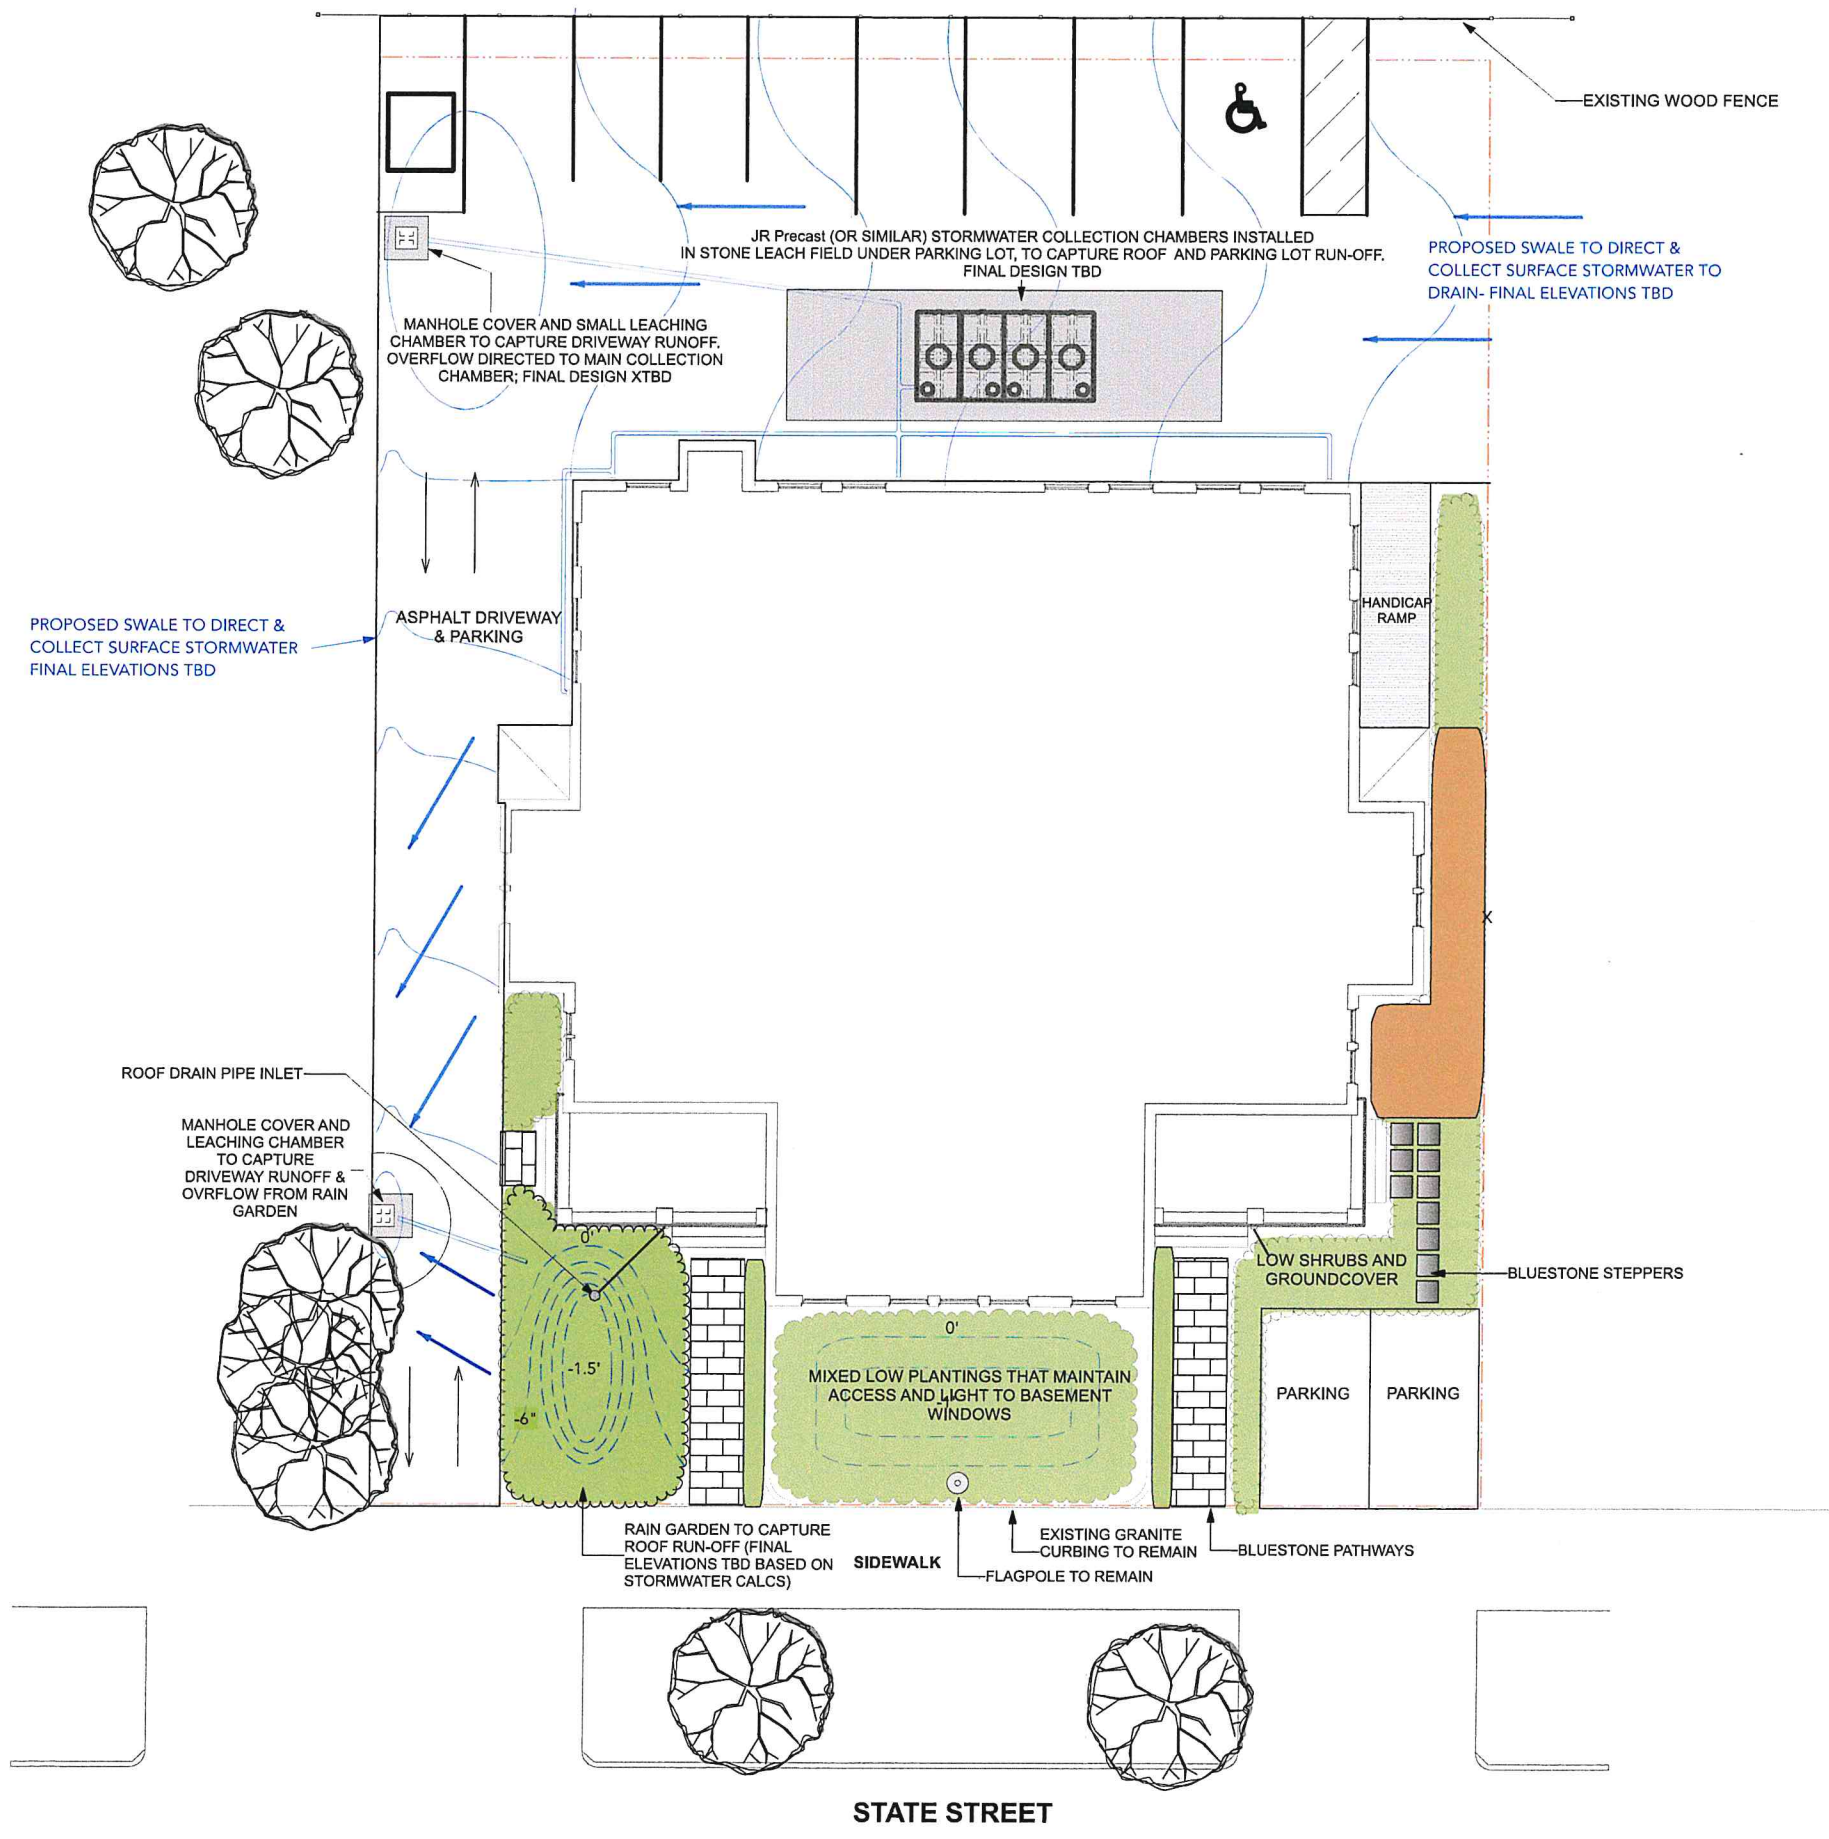 EXISTING WOOD FENCE
JR Precast (OR SIMILAR) STORMWATER COLLECTION CHAMBERS INSTALLED
IN STONE LEACH FIELD UNDER PARKING LOT, TO CAPTURE ROOF AND PARKING LOT RUN-OFF.
FINAL DESIGN TBD
PROPOSED SWALE TO DIRECT &
COLLECT SURFACE STORMWATER TO
DRAIN- FINAL ELEVATIONS TBD
MANHOLE COVER AND SMALL LEACHING
CHAMBER TO CAPTURE DRIVEWAY RUNOFF.
OVERFLOW DIRECTED TO MAIN COLLECTION
CHAMBER; FINAL DESIGN XTBD
PROPOSED SWALE TO DIRECT &
COLLECT SURFACE STORMWATER
FINAL ELEVATIONS TBD
ASPHALT DRIVEWAY
& PARKING
HANDICAP
RAMP
X
ROOF DRAIN PIPE INLET
MANHOLE COVER AND
LEACHING CHAMBER
TO CAPTURE
DRIVEWAY RUNOFF &
OVRFLOW FROM RAIN
GARDEN
0'
-1.5'
-6"
LOW SHRUBS AND
GROUNDCOVER
BLUESTONE STEPPERS
0'
MIXED LOW PLANTINGS THAT MAINTAIN
ACCESS AND LIGHT TO BASEMENT
WINDOWS
PARKING
PARKING
RAIN GARDEN TO CAPTURE
ROOF RUN-OFF (FINAL
ELEVATIONS TBD BASED ON
STORMWATER CALCS)
SIDEWALK
EXISTING GRANITE
CURBING TO REMAIN
FLAGPOLE TO REMAIN
BLUESTONE PATHWAYS
STATE STREET